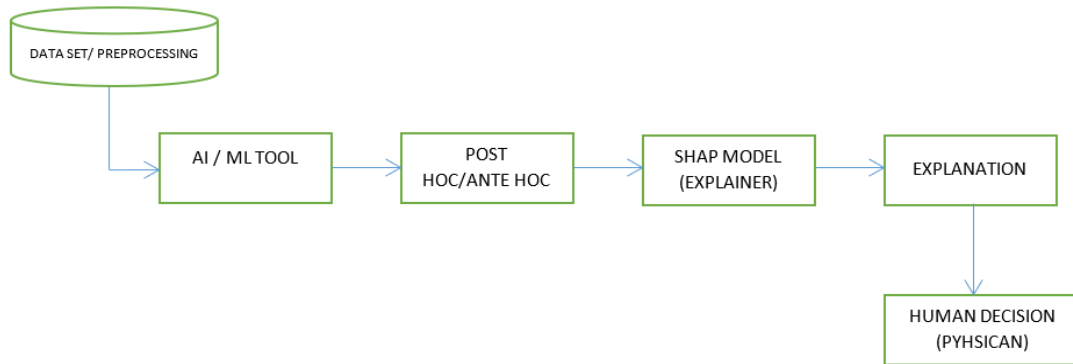 DATA SET/ PREPROCESSING
AI / ML TOOL
POST
HOC/ANTE HOC
SHAP MODEL
(EXPLAINER)
EXPLANATION
HUMAN DECISION
(PYHSICAN)